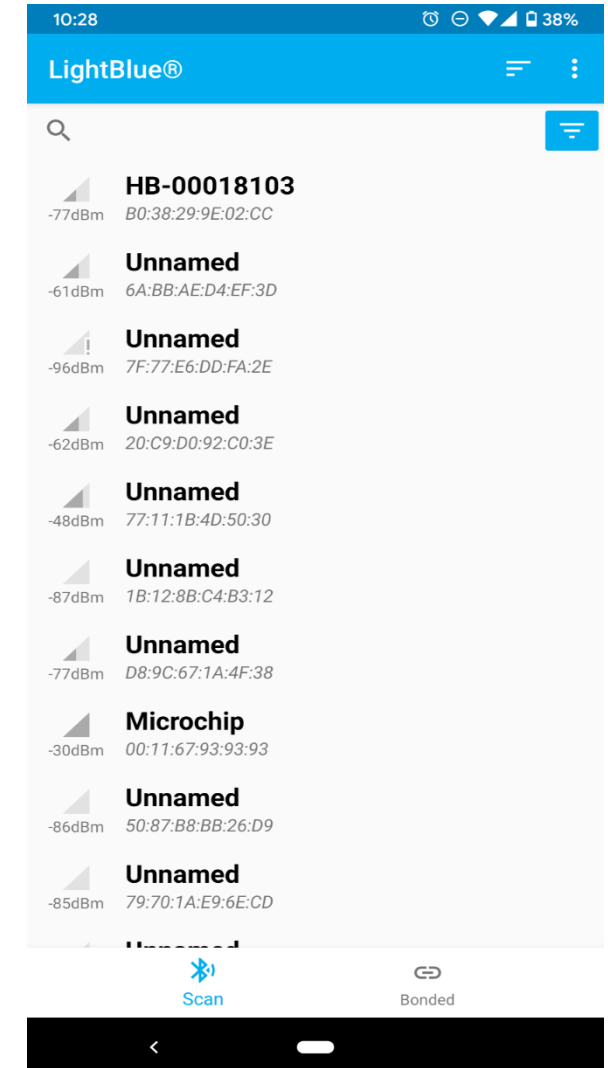 10:28 38%
LightBlue®
HB-00018103
-77dBm B0:38:29:9E:02:CC
Unnamed
-61dBm 6A:BB:AE:D4:EF:3D
Unnamed
-96dBm 7F:77:E6:DD:FA:2E
Unnamed
-62dBm 20:C9:D0:92:C0:3E
Unnamed
-48dBm 77:11:1B:4D:50:30
Unnamed
-87dBm 1B:12:8B:C4:B3:12
Unnamed
-77dBm D8:9C:67:1A:4F:38
Microchip
-30dBm 00:11:67:93:93:93
Unnamed
-86dBm 50:87:B8:BB:26:D9
Unnamed
-85dBm 79:70:1A:E9:6E:CD
Unnamed
Scan Bonded